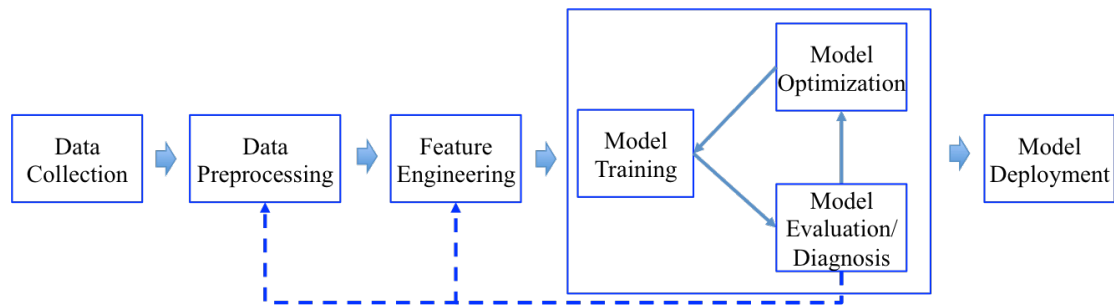 Data
Collection
Data
Preprocessing
Feature
Engineering
Model
Training
Model
Optimization
Model
Evaluation/
Diagnosis
Model
Deployment